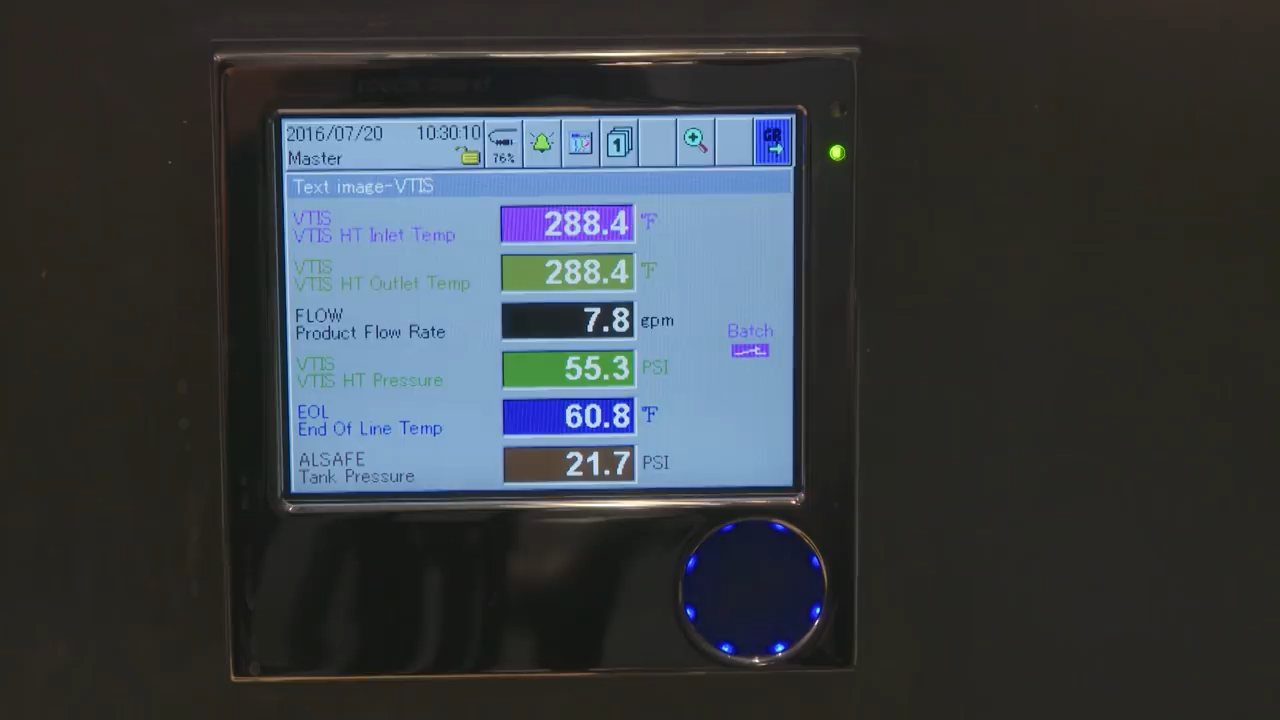 2016/07/20 10:30:10
Master
76%
1
GR
Text image-VTIS
VTIS
VTIS HT Inlet Temp 288.4 °F
VTIS
VTIS HT Outlet Temp 288.4 °F
FLOW
Product Flow Rate 7.8 gpm
Batch
VTIS
VTIS HT Pressure 55.3 PSI
EOL
End Of Line Temp 60.8 °F
ALSAFE
Tank Pressure 21.7 PSI